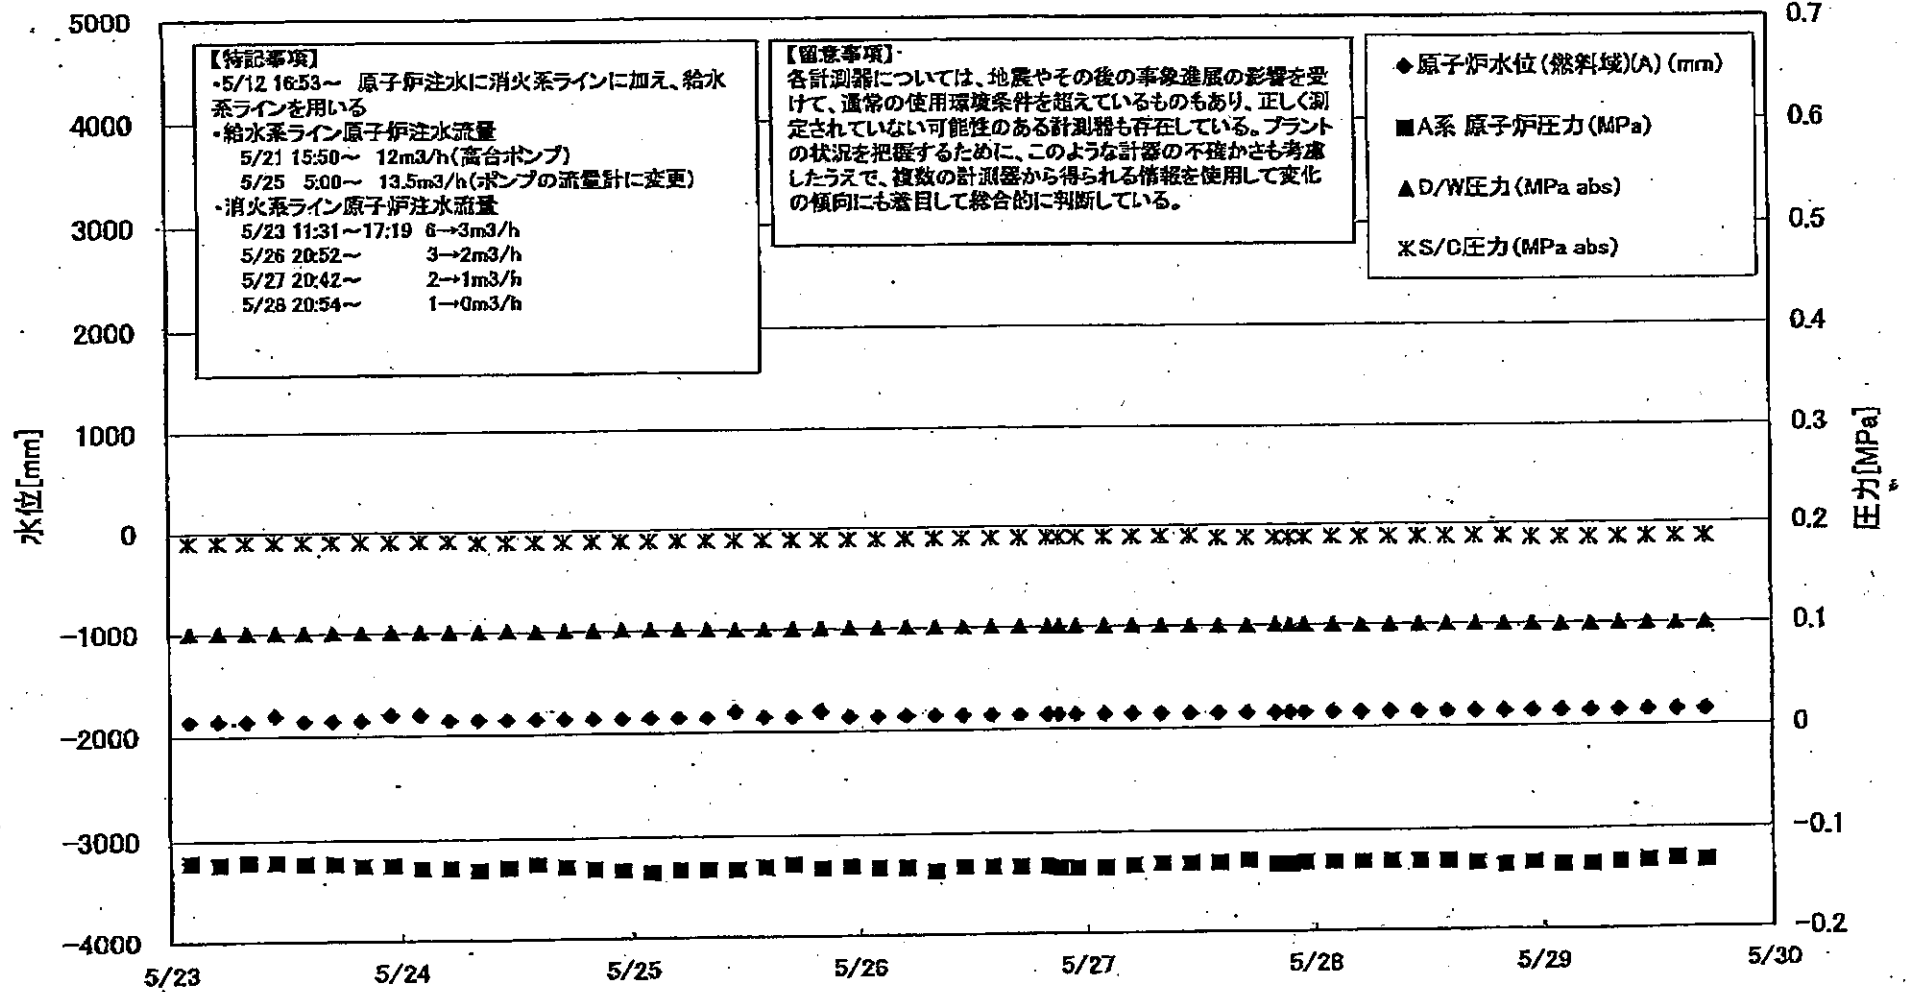 5000
4000
3000
2000
1000
0
-1000
-2000
-3000
-4000
水位[mm]
【特記事項】
・5/12 16:53～ 原子炉注水に消火系ラインに加え、給水
系ラインを用いる
・給水系ライン原子炉注水流量
5/21 15:50～ 12m3/h(高台ポンプ)
5/25 5:00～ 13.5m3/h(ポンプの流量計に変更)
・消火系ライン原子炉注水流量
5/23 11:31～17:19 6→3m3/h
5/26 20:52～ 3→2m3/h
5/27 20:42～ 2→1m3/h
5/28 20:54～ 1→0m3/h
【留意事項】
各計測器については、地震やその後の事象進展の影響を受
けて、通常の使用環境条件を超えているものもあり、正しく測
定されていない可能性のある計測器も存在している。プラント
の状況を把握するために、このような計器の不確かさも考慮
したうえで、複数の計測器から得られる情報を使用して変化
の傾向にも着目して総合的に判断している。
◆原子炉水位(燃料域)(A)(mm)
■A系 原子炉圧力(MPa)
▲D/W圧力(MPa abs)
S/C圧力(MPa abs)
0.7
0.6
0.5
0.4
0.3
0.2
0.1
0
-0.1
-0.2
圧力[MPa]
5/23
5/24
5/25
5/26
5/27
5/28
5/29
5/30